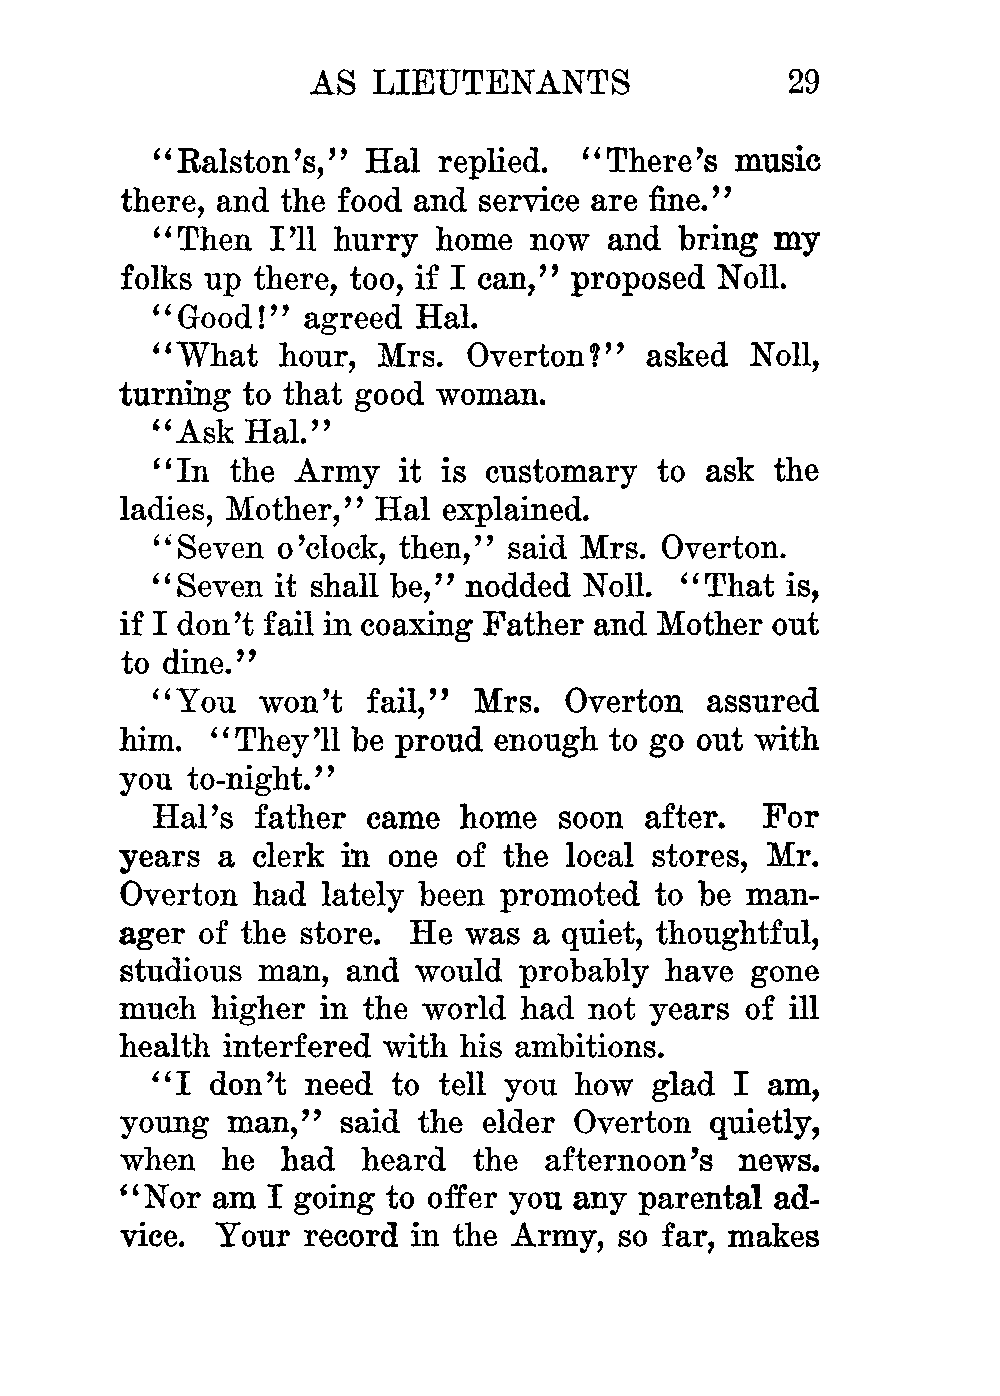 AS LIEUTENANTS 29
"Ralston's," Hal replied. "There's music
there, and the food and service are fine."
"Then I'll hurry home now and bring my
folks up there, too, if I can," proposed Noll.
"Good!" agreed Hal.
"What hour, Mrs. Overton?" asked Noll,
turning to that good woman.
"Ask Hal."
"In the Army it is customary to ask the
ladies, Mother," Hal explained.
"Seven o'clock, then," said Mrs. Overton.
"Seven it shall be," nodded Noll. "That is,
if I don't fail in coaxing Father and Mother out
to dine."
"You won't fail," Mrs. Overton assured
him. "They'll be proud enough to go out with
you to-night."
Hal's father came home soon after. For
years a clerk in one of the local stores, Mr.
Overton had lately been promoted to be man-
ager of the store. He was a quiet, thoughtful,
studious man, and would probably have gone
much higher in the world had not years of ill
health interfered with his ambitions.
"I don't need to tell you how glad I am,
young man," said the elder Overton quietly,
when he had heard the afternoon's news.
"Nor am I going to offer you any parental ad-
vice. Your record in the Army, so far, makes